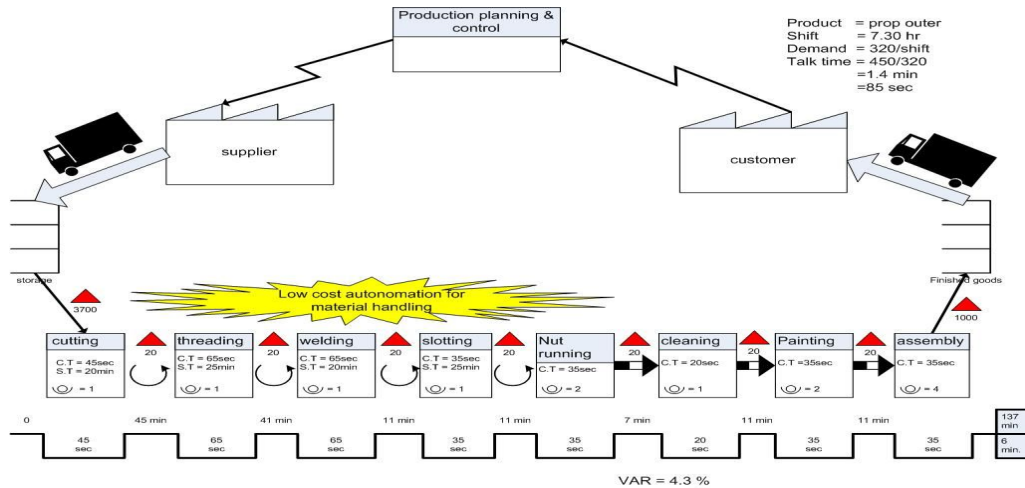 Production planning &
control
Product = prop outer
Shift = 7.30 hr
Demand = 320/shift
Talk time = 450/320
=1.4 min
=85 sec
supplier
customer
storage
Finished goods
3700
Low cost autonomation for
material handling
1000
cutting
C.T = 45sec
S.T = 20min
= 1
20
threading
C.T = 65sec
S.T = 25min
= 1
20
welding
C.T = 65sec
S.T = 20min
= 1
20
slotting
C.T = 35sec
S.T = 25min
= 1
20
Nut
running
C.T = 35sec
= 2
20
cleaning
C.T = 20sec
= 1
20
Painting
C.T =35sec
= 2
20
assembly
C.T = 35sec
= 4
0
45 min
41 min
11 min
11 min
7 min
11 min
11 min
137
min
45
sec
65
sec
65
sec
35
sec
35
sec
20
sec
35
sec
35
sec
6
min.
VAR = 4.3 %